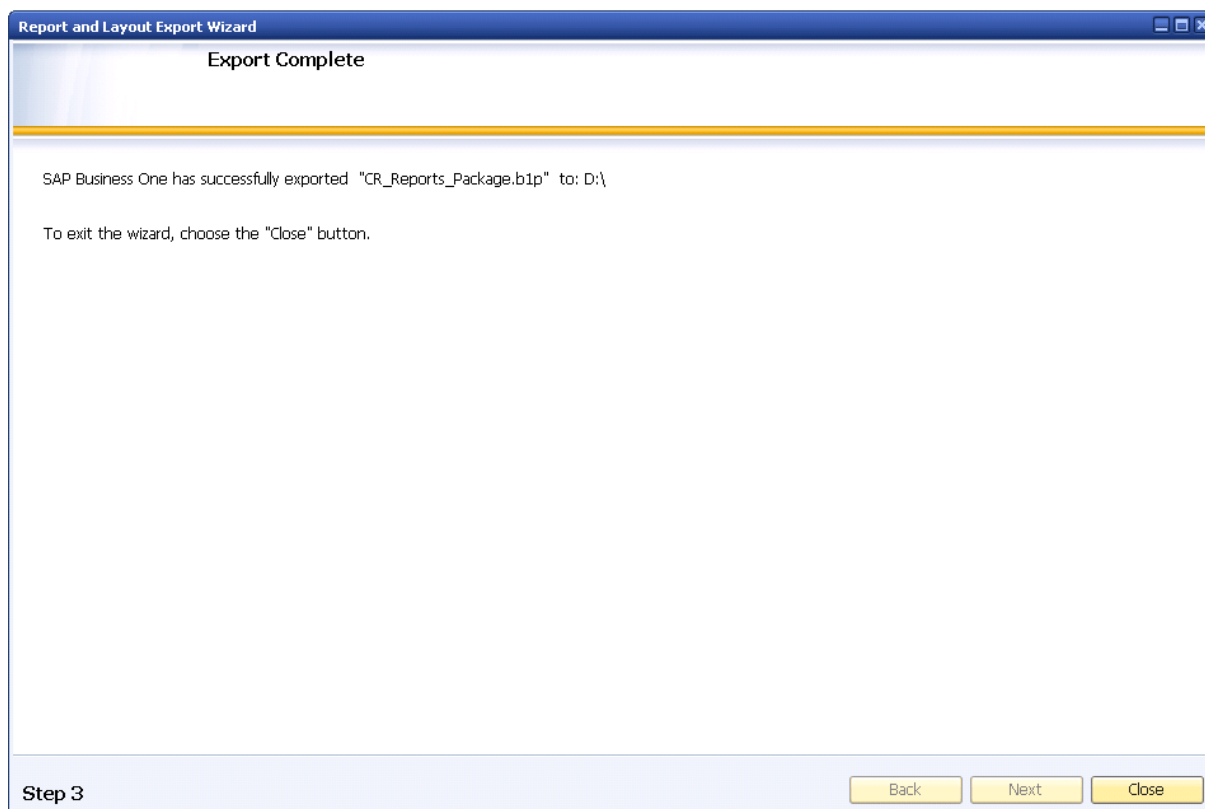 Report and Layout Export Wizard
Export Complete
SAP Business One has successfully exported "CR_Reports_Package.b1p" to: D:\
To exit the wizard, choose the "Close" button.
Step 3
Back
Next
Close